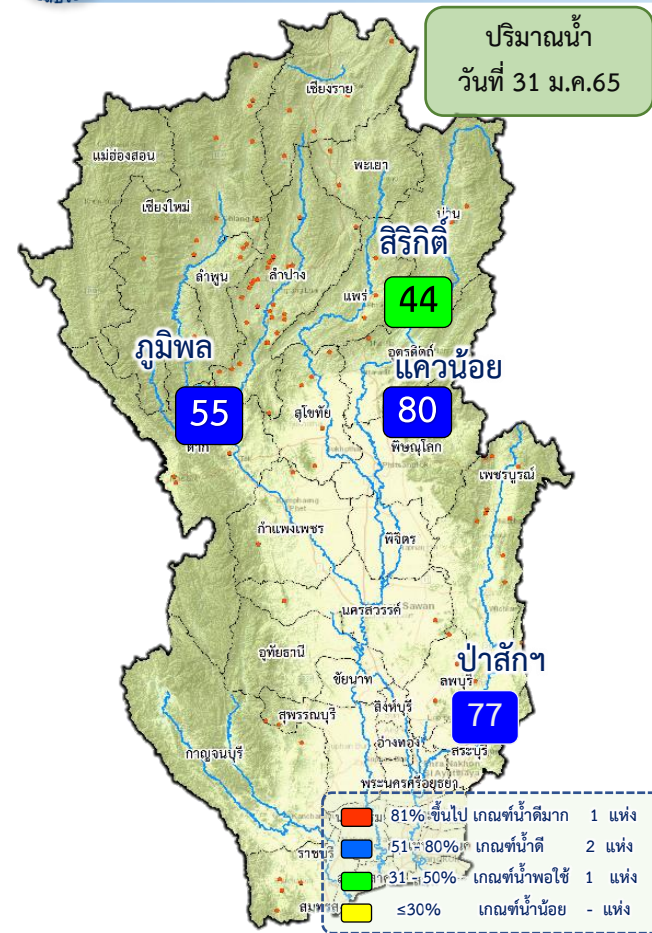 ปริมาณน้ำ
วันที่ 31 ม.ค.65
เชียงราย
แม่ฮ่องสอน
พะเยา
เชียงใหม่
น่าน
สิริกิติ์
ลำพูน
ลำปาง
แพร่
44
ภูมิพล
อุตรดิตถ์
แควน้อย
55
สุโขทัย
80
ตาก
พิษณุโลก
เพชรบูรณ์
กำแพงเพชร
พิจิตร
นครสวรรค์
Sawan
อุทัยธานี
ป่าสักฯ
ชัยนาท
ลพบุรี
สุพรรณบุรี
สิงห์บุรี
77
อ่างทอง
กาญจนบุรี
สระบุรี
พระนครศรีอยุธยา
81% ขึ้นไป เกณฑ์น้ำดีมาก 1 แห่ง
51 - 80% เกณฑ์น้ำดี 2 แห่ง
ราชบุรี
31 - 50% เกณฑ์น้ำพอใช้ 1 แห่ง
≤30% เกณฑ์น้ำน้อย - แห่ง